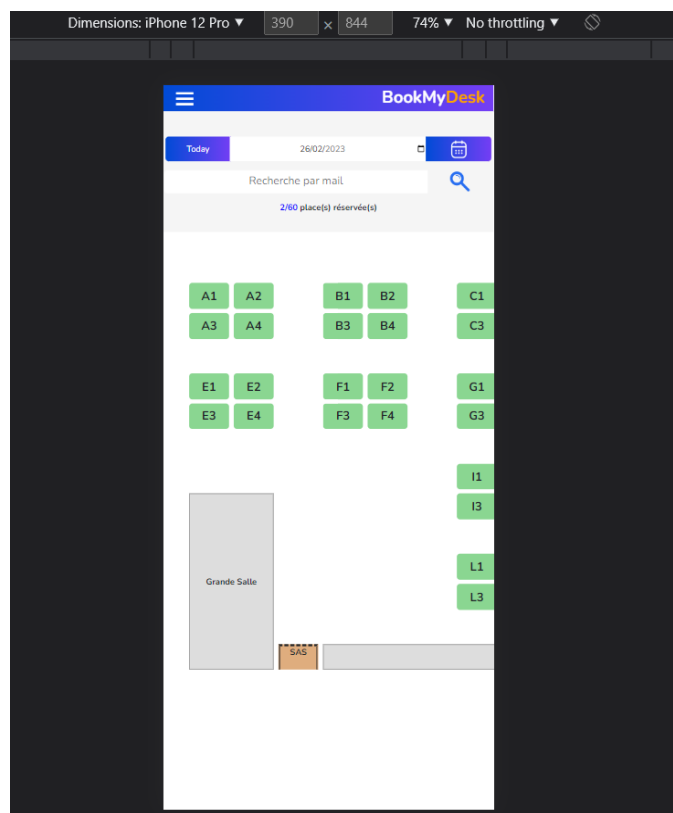 Dimensions: iPhone 12 Pro ▼ 390 × 844 74% ▼ No throttling ▼
BookMyDesk
Today 26/02/2023
Recherche par mail
2/60 place(s) réservée(s)
A1 A2 B1 B2 C1
A3 A4 B3 B4 C3
E1 E2 F1 F2 G1
E3 E4 F3 F4 G3
I1
I3
L1
Grande Salle
L3
SAS